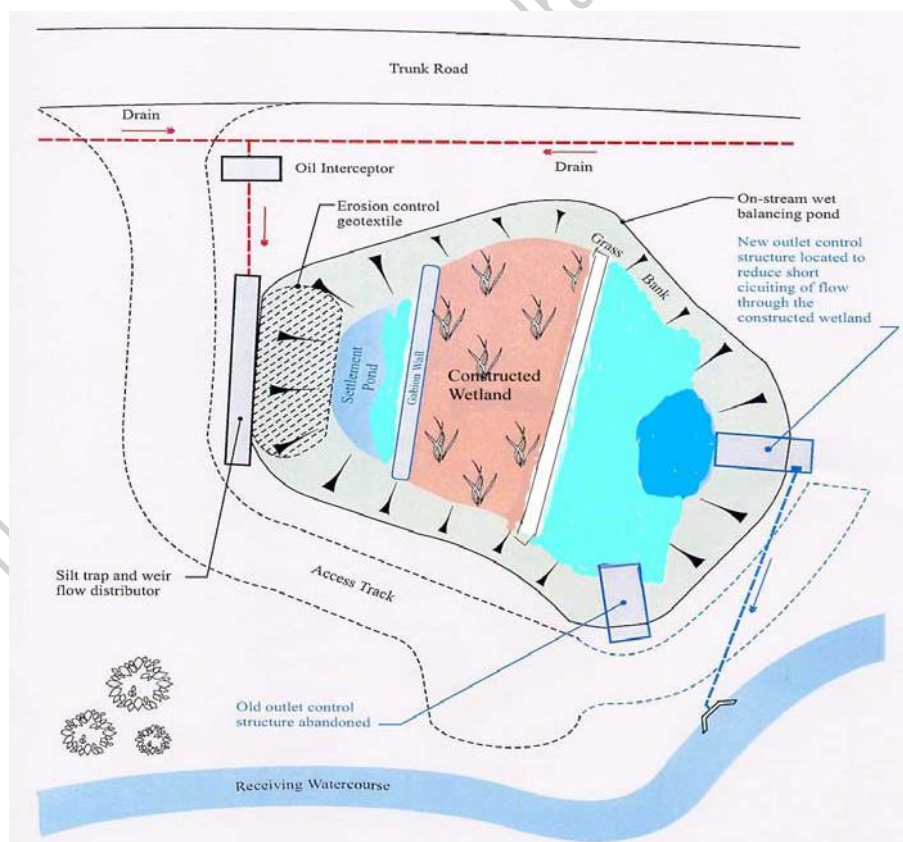 Trunk Road
Drain
Oil Interceptor
Drain
Erosion control
geotextile
On-stream wet
balancing pond
New outlet control
structure located to
reduce short
cicuiting of flow
through the
constructed wetland
Grass
Bank
Settlement
Pond
Gabion Wall
Constructed
Wetland
Silt trap and weir
flow distributor
Access Track
Old outlet control
structure abandoned
Receiving Watercourse